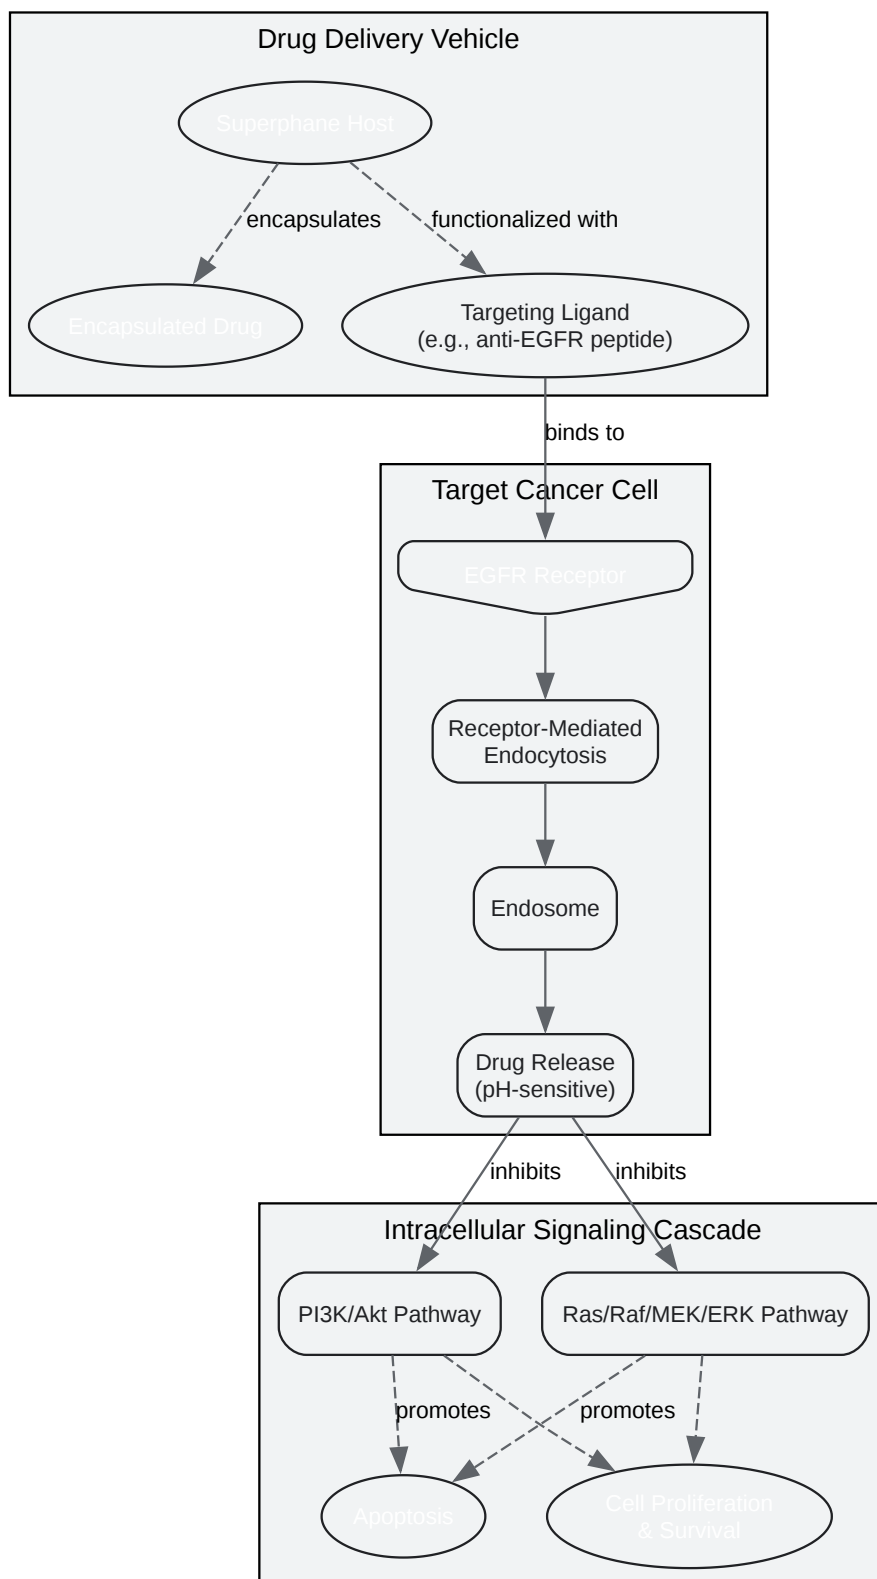 Drug Delivery Vehicle
Superphane Host
encapsulates
functionalized with
Encapsulated Drug
Targeting Ligand
(e.g., anti-EGFR peptide)
binds to
Target Cancer Cell
EGFR Receptor
Receptor-Mediated
Endocytosis
Endosome
Drug Release
(pH-sensitive)
inhibits
inhibits
Intracellular Signaling Cascade
PI3K/Akt Pathway
Ras/Raf/MEK/ERK Pathway
promotes
promotes
Apoptosis
Cell Proliferation
& Survival